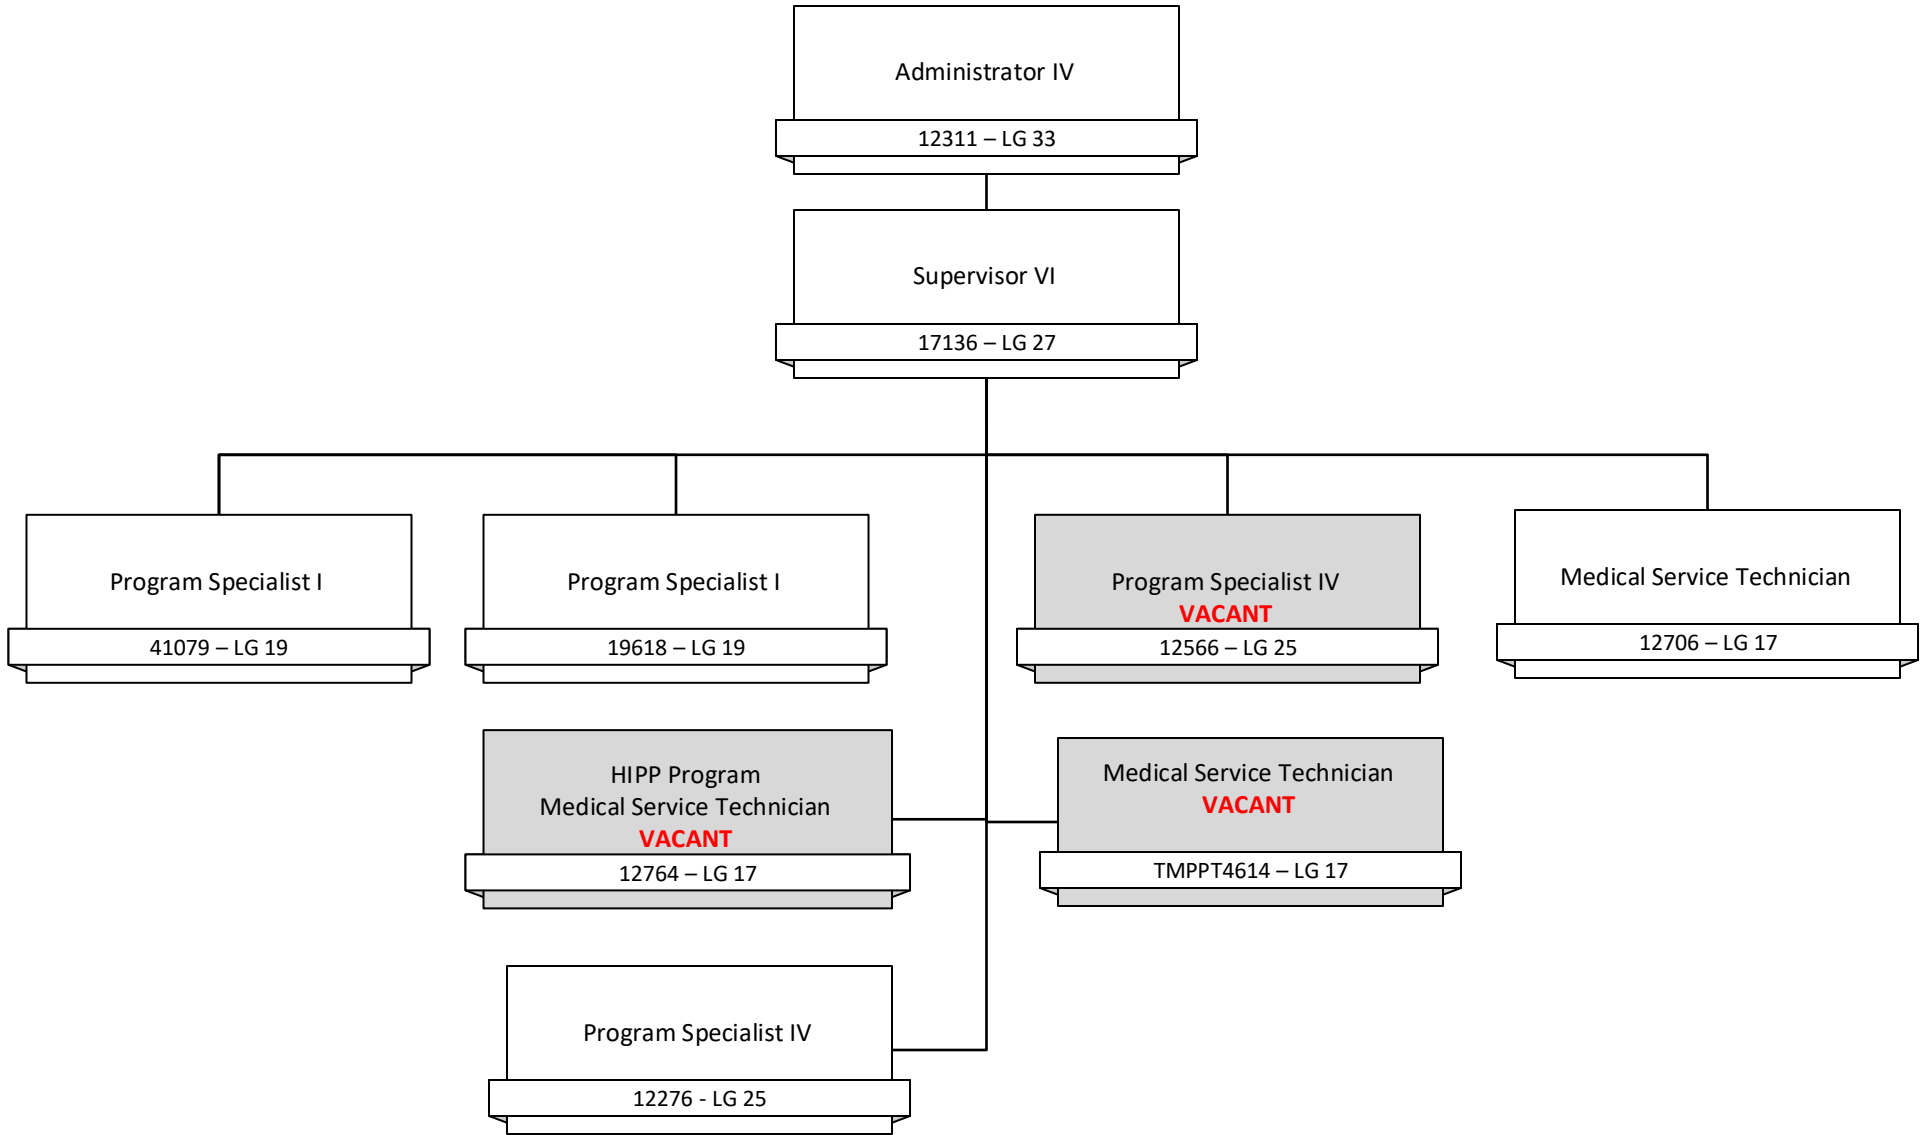 Administrator IV
12311 – LG 33
Supervisor VI
17136 – LG 27
Program Specialist I
41079 – LG 19
Program Specialist I
19618 – LG 19
Program Specialist IV
VACANT
12566 – LG 25
Medical Service Technician
12706 – LG 17
HIPP Program
Medical Service Technician
VACANT
12764 – LG 17
Medical Service Technician
VACANT
TMPPT4614 – LG 17
Program Specialist IV
12276 - LG 25